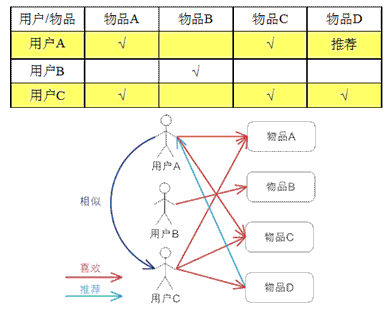 用户/物品 物品A 物品B 物品C 物品D
用户A √ √ 推荐
用户B √
用户C √ √ √
物品A
用户A
物品B
相似
用户B
物品C
喜欢
物品D
推荐
用户C